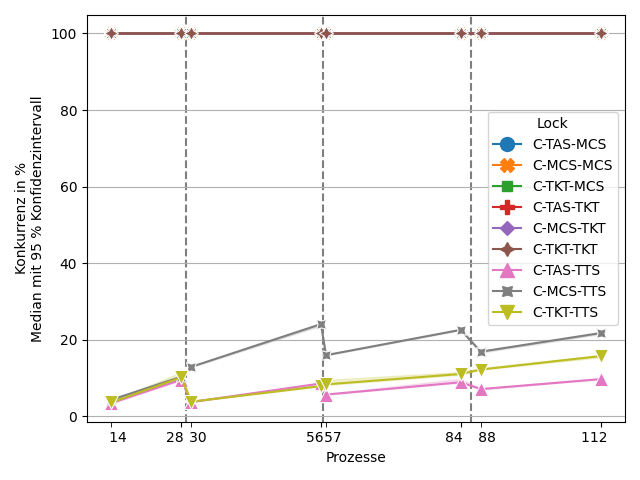 Konkurrenz in %
Median mit 95 % Konfidenzintervall
100
80
60
40
20
0
Lock
C-TAS-MCS
C-MCS-MCS
C-TKT-MCS
C-TAS-TKT
C-MCS-TKT
C-TKT-TKT
C-TAS-TTS
C-MCS-TTS
C-TKT-TTS
14 28 30 56 57 84 88 112
Prozesse